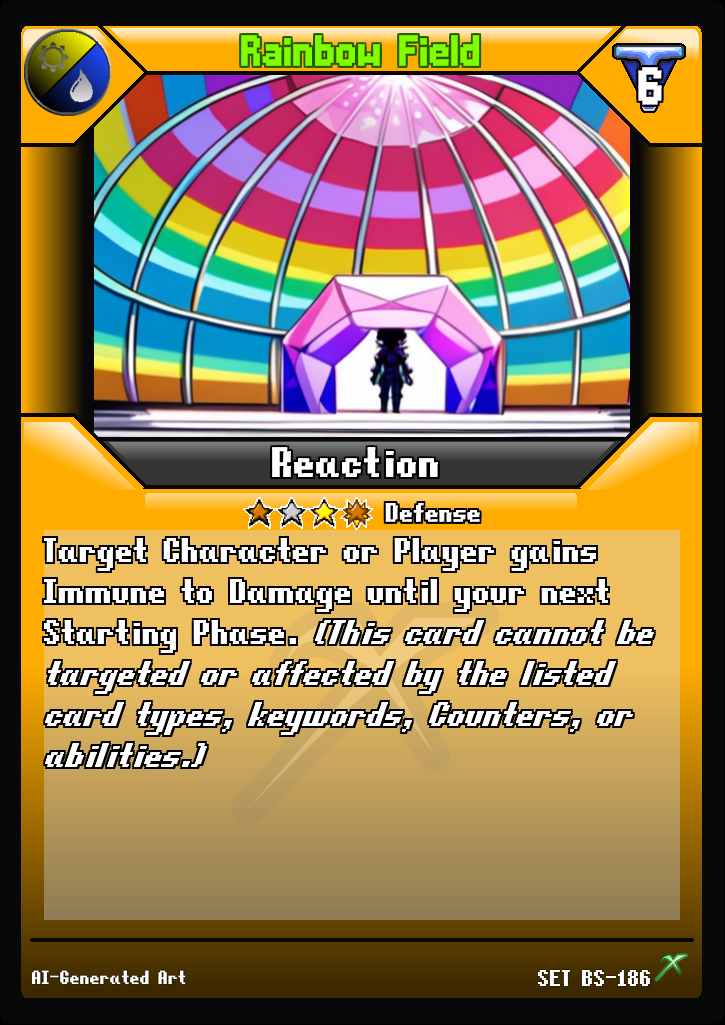 Rainbow Field
6
Reaction
Defense
Target Character or Player gains
Immune to Damage until your next
Starting Phase. (This card cannot be
targeted or affected by the listed
card types, keywords, Counters, or
abilities.)
AI-Generated Art
SET BS-186